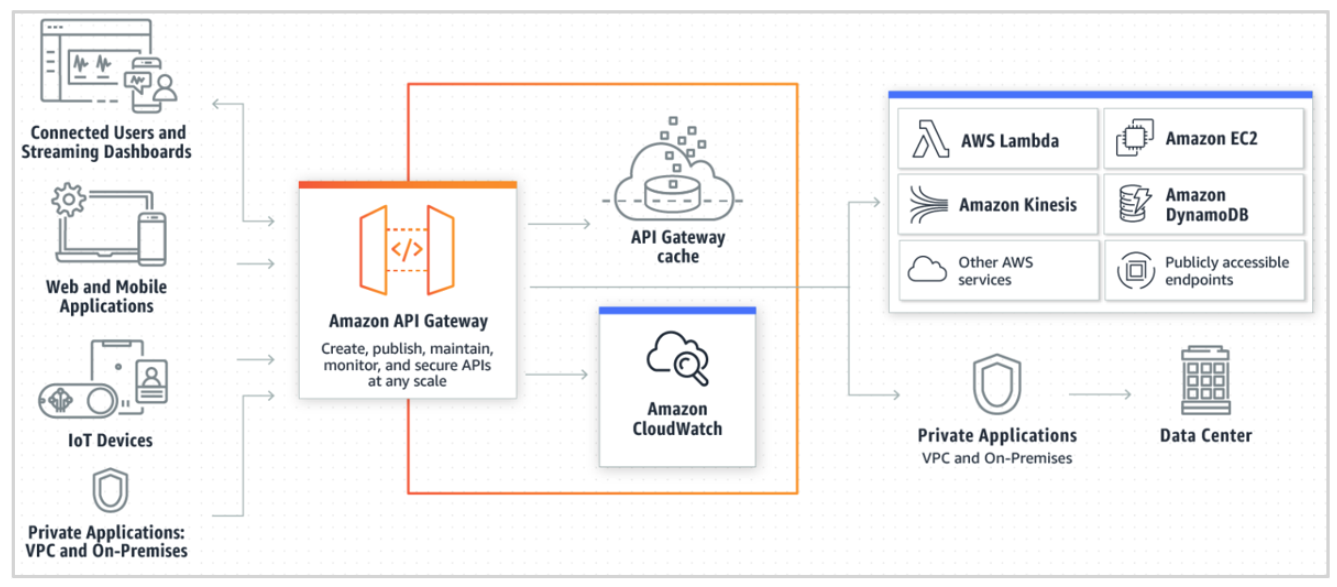 Connected Users and
Streaming Dashboards
Web and Mobile
Applications
IoT Devices
Private Applications:
VPC and On-Premises
</>
Amazon API Gateway
Create, publish, maintain,
monitor, and secure APIs
at any scale
API Gateway
cache
Amazon
CloudWatch
AWS Lambda
Amazon EC2
Amazon Kinesis
Amazon
DynamoDB
Other AWS
services
Publicly accessible
endpoints
Private Applications
VPC and On-Premises
Data Center